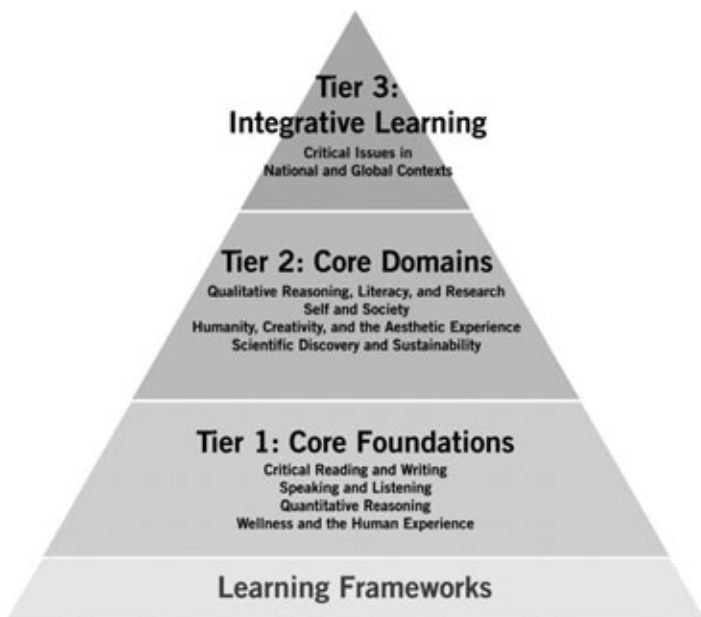 Tier 3:
Integrative Learning
Critical Issues in
National and Global Contexts
Tier 2: Core Domains
Qualitative Reasoning, Literacy, and Research
Self and Society
Humanity, Creativity, and the Aesthetic Experience
Scientific Discovery and Sustainability
Tier 1: Core Foundations
Critical Reading and Writing
Speaking and Listening
Quantitative Reasoning
Wellness and the Human Experience
Learning Frameworks